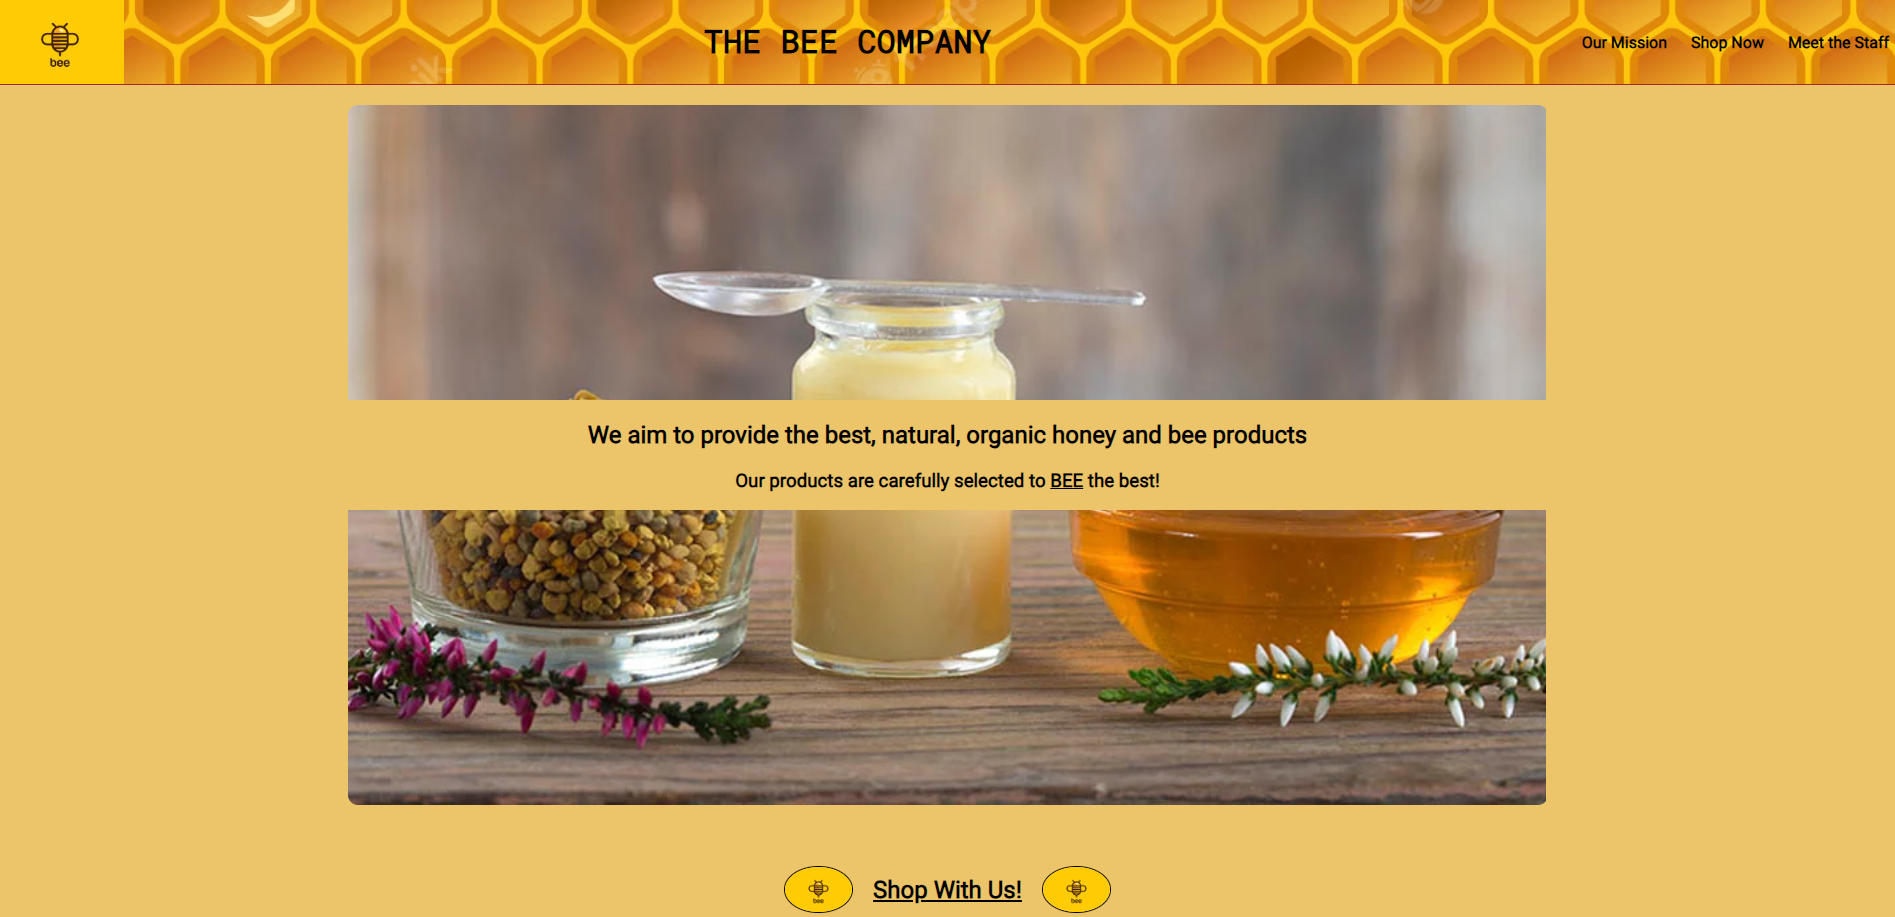 bee
THE BEE COMPANY
Our Mission Shop Now Meet the Staff
We aim to provide the best, natural, organic honey and bee products
Our products are carefully selected to BEE the best!
bee
Shop With Us!
bee